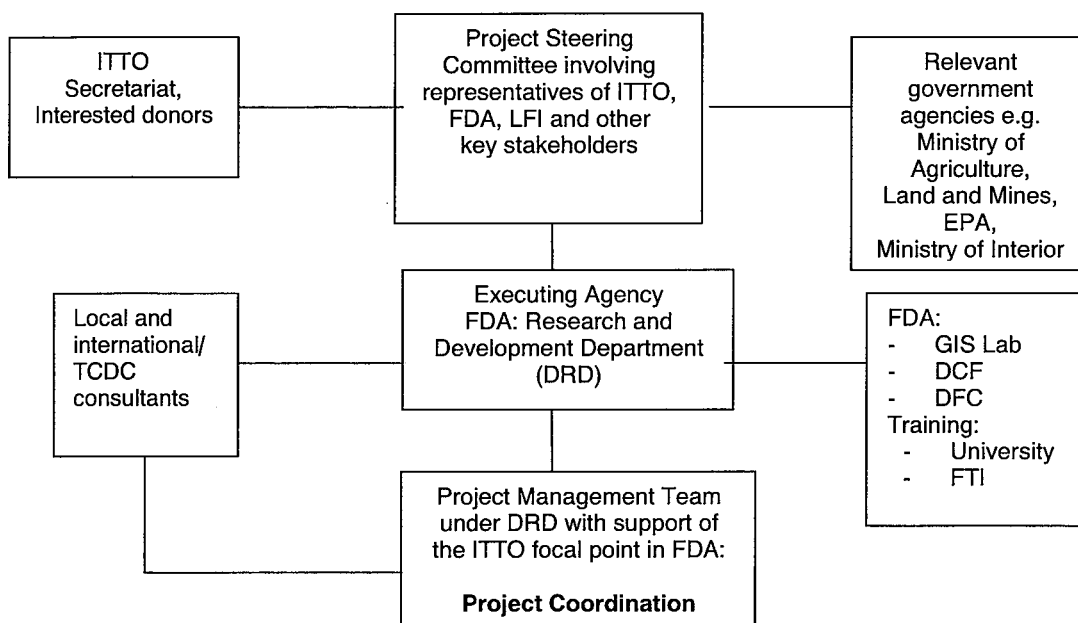 ITTO
Secretariat,
Interested donors
Project Steering
Committee involving
representatives of ITTO,
FDA, LFI and other
key stakeholders
Relevant
government
agencies e.g.
Ministry of
Agriculture,
Land and Mines,
EPA,
Ministry of Interior
Local and
international/
TCDC
consultants
Executing Agency
FDA: Research and
Development Department
(DRD)
FDA:
- GIS Lab
- DCF
- DFC
Training:
- University
- FTI
Project Management Team
under DRD with support of
the ITTO focal point in FDA:
Project Coordination